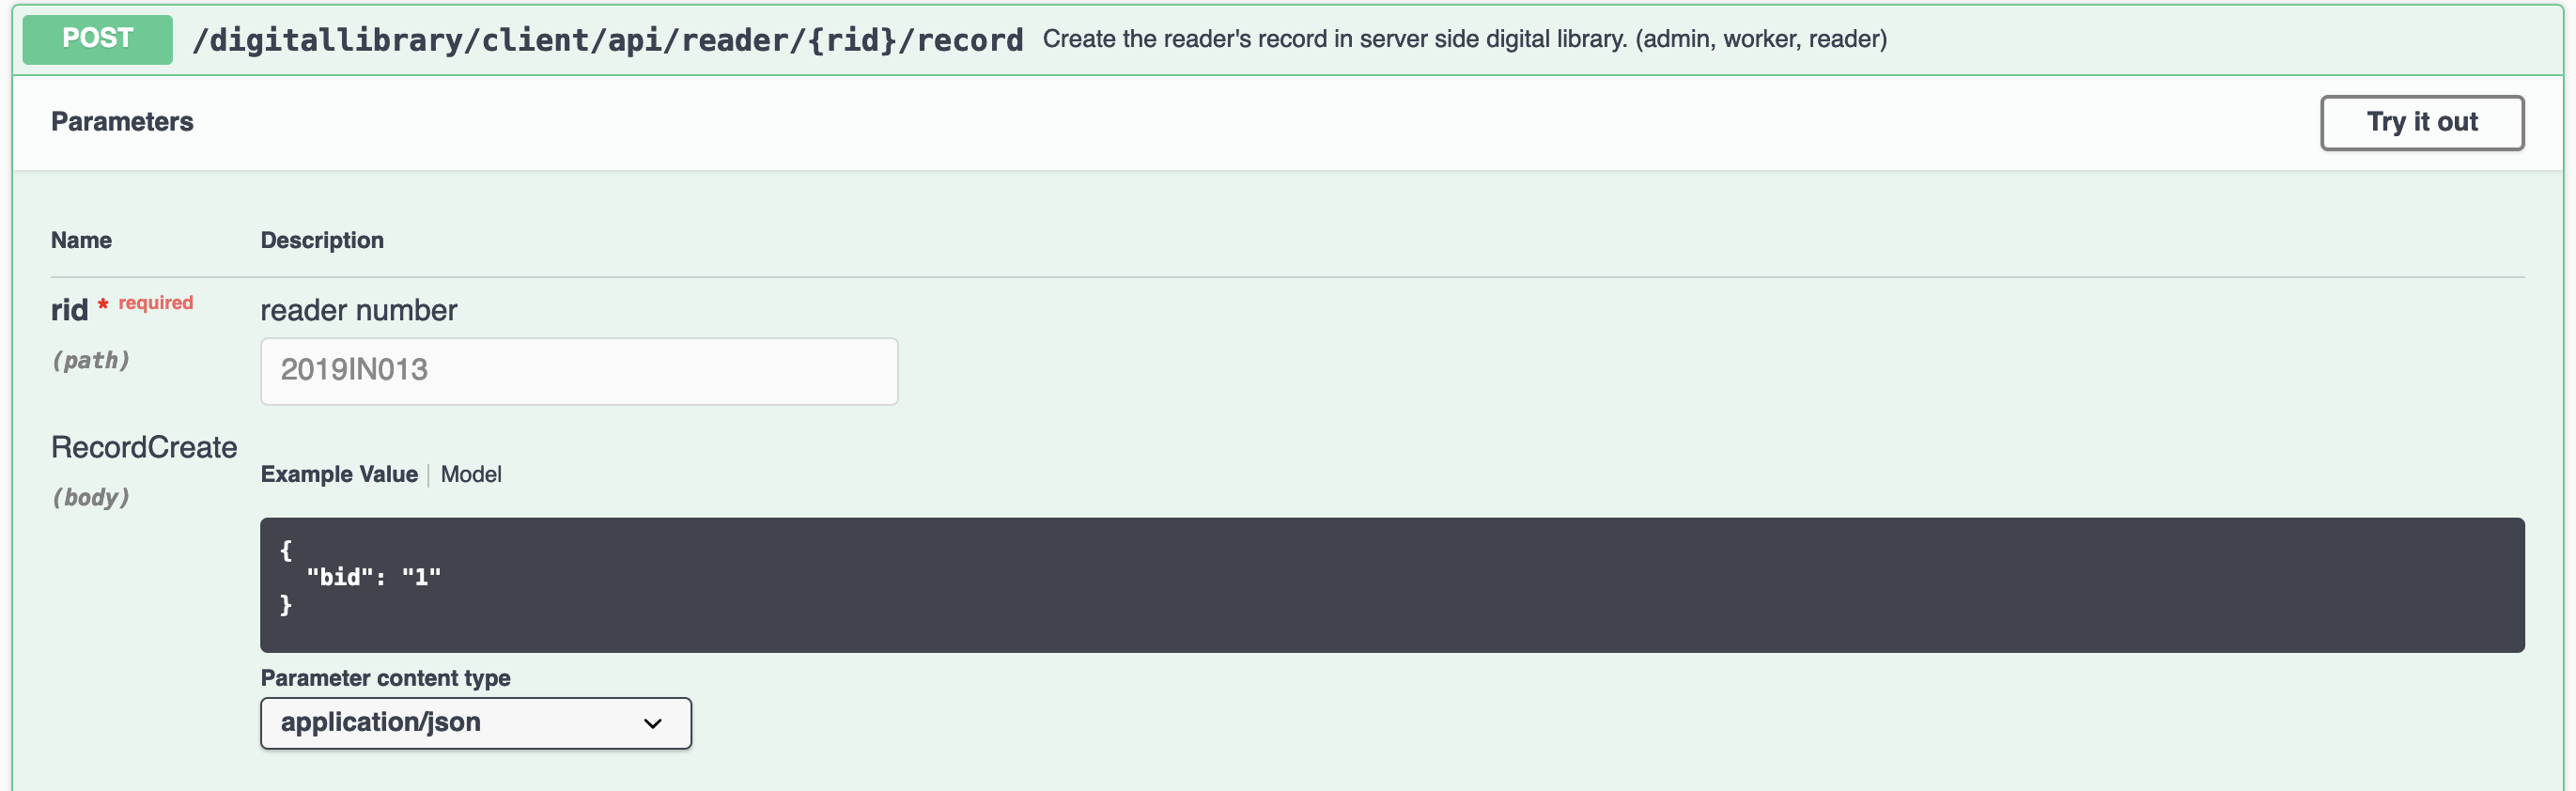 POST /digitallibrary/client/api/reader/{rid}/record Create the reader's record in server side digital library. (admin, worker, reader)
Parameters
Try it out
Name Description
rid * required reader number
(path) 2019IN013
RecordCreate
Example Value | Model
(body)
{
"bid": "1"
}
Parameter content type
application/json